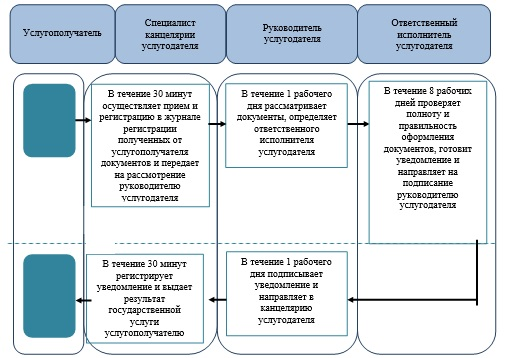 Услугополучатель
Специалист
канцелярии
услугодателя
Руководитель
услугодателя
Ответственный
исполнитель
услугодателя
В течение 30 минут
осуществляет прием и
регистрацию в журнале
регистрации
полученных от
услугополучателя
документов и передает
на рассмотрение
руководителю
услугодателя
В течение 1 рабочего
дня рассматривает
документы, определяет
ответственного
исполнителя
услугодателя
В течение 8 рабочих
дней проверяет
полноту и
правильность
оформления
документов, готовит
уведомление и
направляет на
подписание
руководителю
услугодателя
В течение 30 минут
регистрирует
уведомление и выдает
результат
государственной
услуги
услугополучателю
В течение 1 рабочего
дня подписывает
уведомление и
направляет в
канцелярию
услугодателя